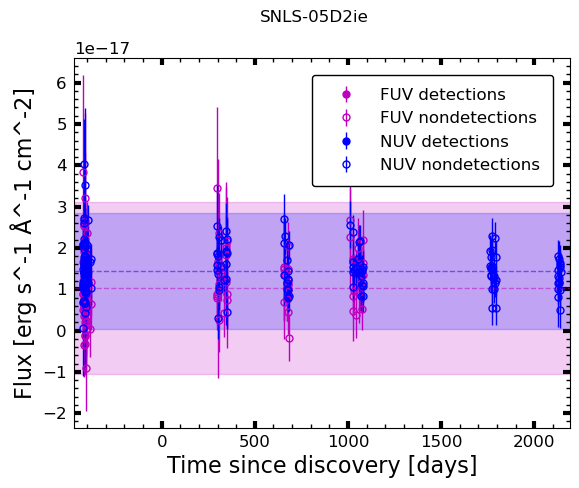 SNLS-05D2ie
1e−17
FUV detections
FUV nondetections
NUV detections
NUV nondetections
6
5
4
3
2
1
0
−1
−2
Flux [erg s^-1 Å^-1 cm^-2]
0 500 1000 1500 2000
Time since discovery [days]